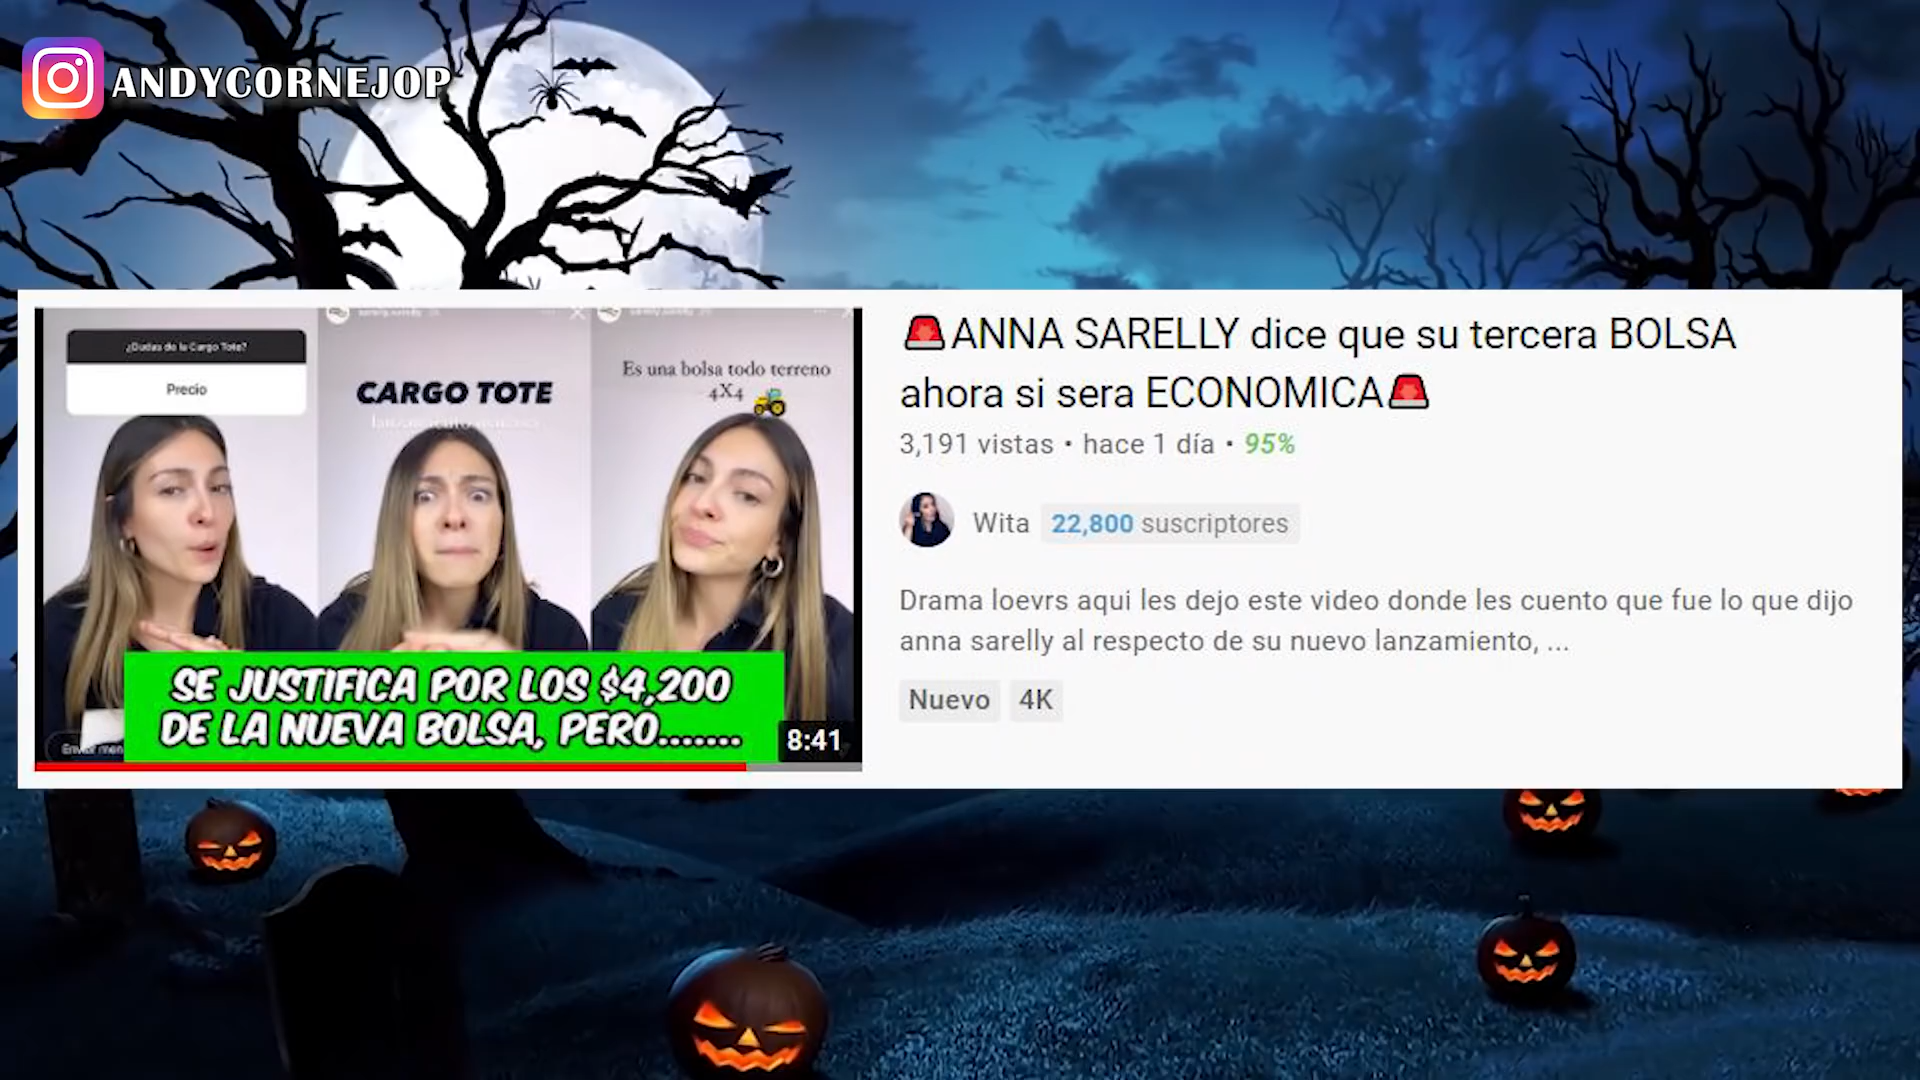 ANDYCORNEJOP
¿Dudas de la Cargo Tote?
Precio
CARGO TOTE
Es una bolsa todo terreno
4X4
SE JUSTIFICA POR LOS $4,200
DE LA NUEVA BOLSA, PERO.......
8:41
🚨ANNA SARELLY dice que su tercera BOLSA
ahora si sera ECONOMICA🚨
3,191 vistas • hace 1 día • 95%
Wita 22,800 suscriptores
Drama loevrs aqui les dejo este video donde les cuento que fue lo que dijo
anna sarelly al respecto de su nuevo lanzamiento, ...
Nuevo 4K